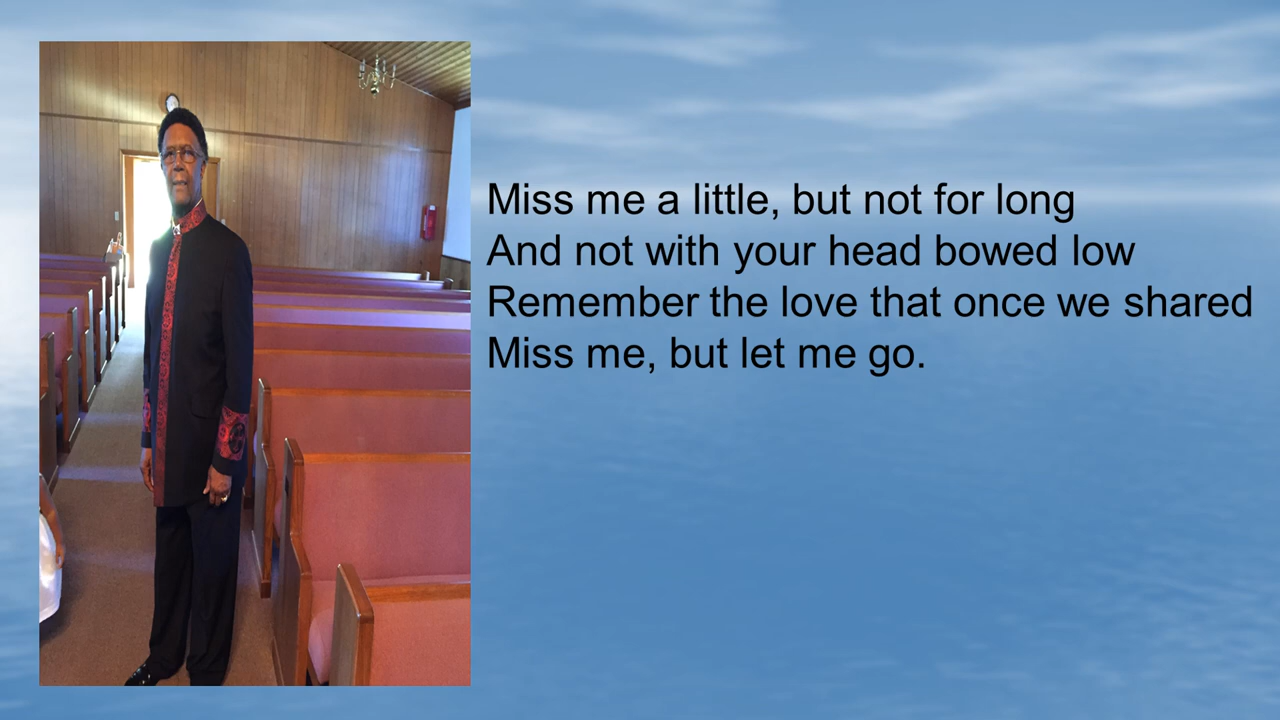 Miss me a little, but not for long
And not with your head bowed low
Remember the love that once we shared
Miss me, but let me go.